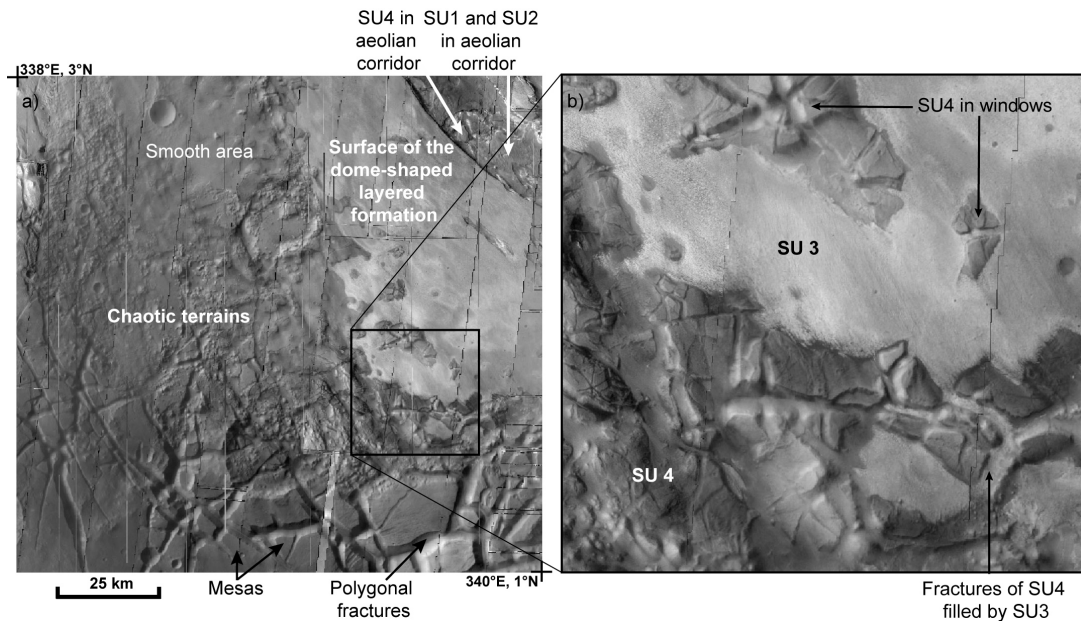 SU4 in
aeolian
corridor
SU1 and SU2
in aeolian
corridor
338°E, 3°N
a)
Smooth area
Surface of the
dome-shaped
layered
formation
Chaotic terrains
25 km
Mesas
Polygonal
fractures
340°E, 1°N
b)
SU4 in windows
SU 3
SU 4
Fractures of SU4
filled by SU3